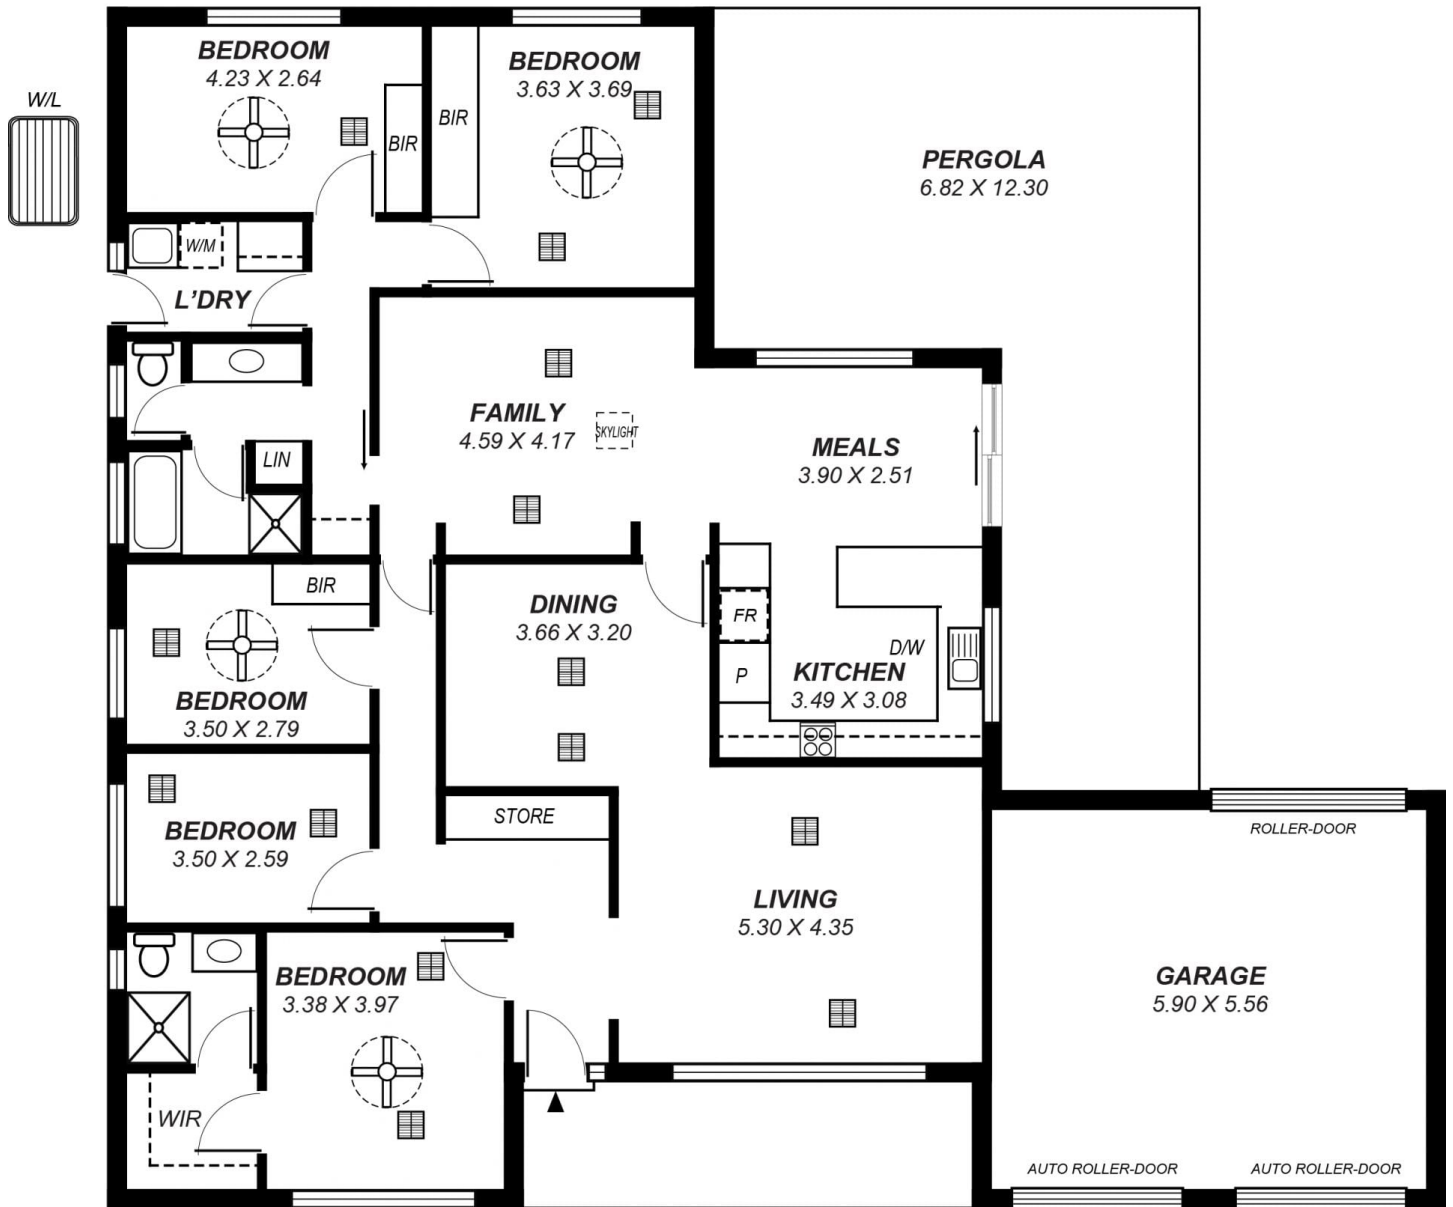 BEDROOM
4.23 X 2.64
BIR
BEDROOM
3.63 X 3.69
BIR
W/L
PERGOLA
6.82 X 12.30
W/M
L'DRY
FAMILY
4.59 X 4.17
SKYLIGHT
MEALS
3.90 X 2.51
LIN
BIR
BEDROOM
3.50 X 2.79
DINING
3.66 X 3.20
FR
P
D/W
KITCHEN
3.49 X 3.08
BEDROOM
3.50 X 2.59
STORE
LIVING
5.30 X 4.35
ROLLER-DOOR
BEDROOM
3.38 X 3.97
WIR
GARAGE
5.90 X 5.56
AUTO ROLLER-DOOR
AUTO ROLLER-DOOR